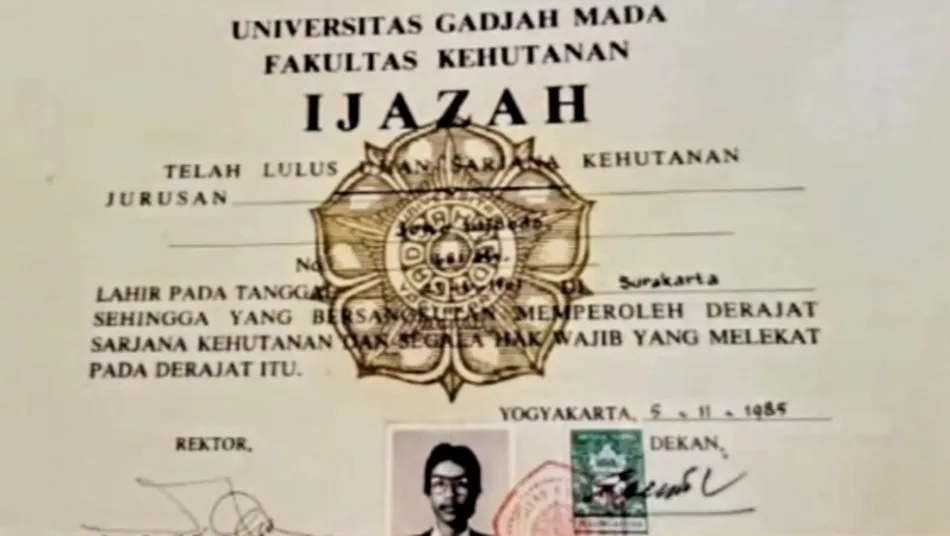 UNIVERSITAS GADJAH MADA
FAKULTAS KEHUTANAN
IJAZAH
TELAH LULUS UJIAN SARJANA KEHUTANAN
JURUSAN
No
LAHIR PADA TANGGAL DI Surakarta
SEHINGGA YANG BERSANGKUTAN MEMPEROLEH DERAJAT
SARJANA KEHUTANAN DAN SEGALA HAK WAJIB YANG MELEKAT
PADA DERAJAT ITU.
YOGYAKARTA, 5 - 11 - 1985
REKTOR, DEKAN,